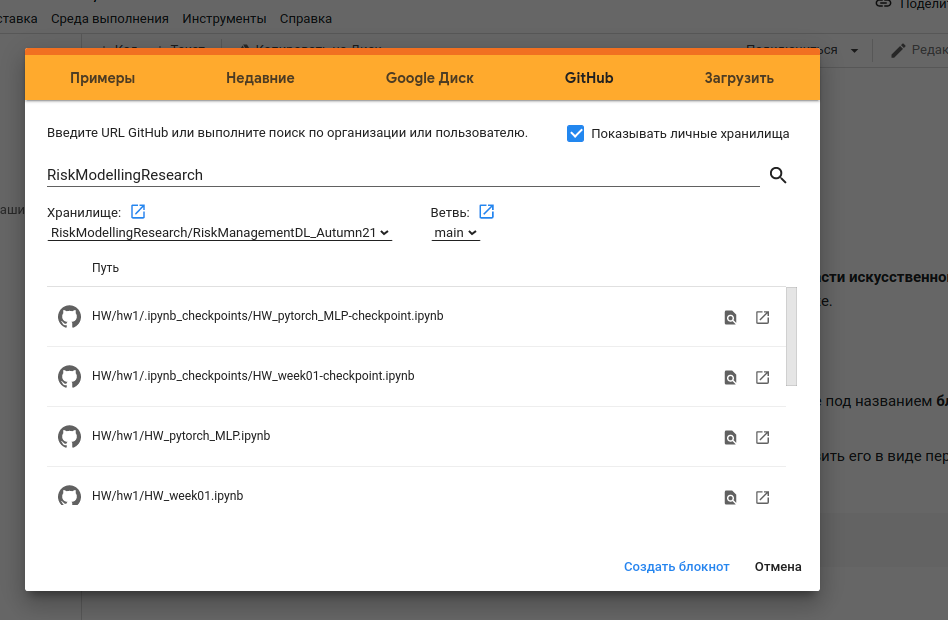 ставка Среда выполнения Инструменты Справка
Поделит
Код Текст Копировать на Диск Подключиться Редак
Примеры Недавние Google Диск GitHub Загрузить
Введите URL GitHub или выполните поиск по организации или пользователю. Показывать личные хранилища
RiskModellingResearch
Хранилище: Ветвь:
RiskModellingResearch/RiskManagementDL_Autumn21 main
Путь
HW/hw1/.ipynb_checkpoints/HW_pytorch_MLP-checkpoint.ipynb
HW/hw1/.ipynb_checkpoints/HW_week01-checkpoint.ipynb
HW/hw1/HW_pytorch_MLP.ipynb
HW/hw1/HW_week01.ipynb
Создать блокнот Отмена
аши
сти искусственно
е.
под названием
ить его в виде пер